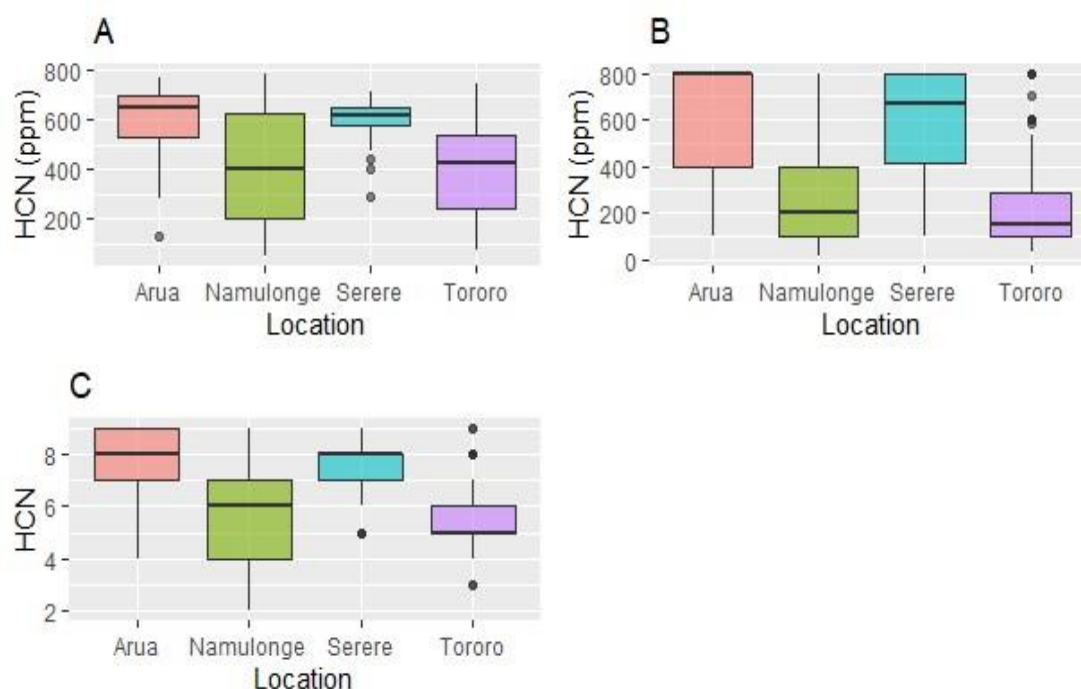 A
HCN (ppm)
800
600
400
200
Arua Namulonge Serere Tororo
Location
B
HCN (ppm)
800
600
400
200
0
Arua Namulonge Serere Tororo
Location
C
HCN
8
6
4
2
Arua Namulonge Serere Tororo
Location